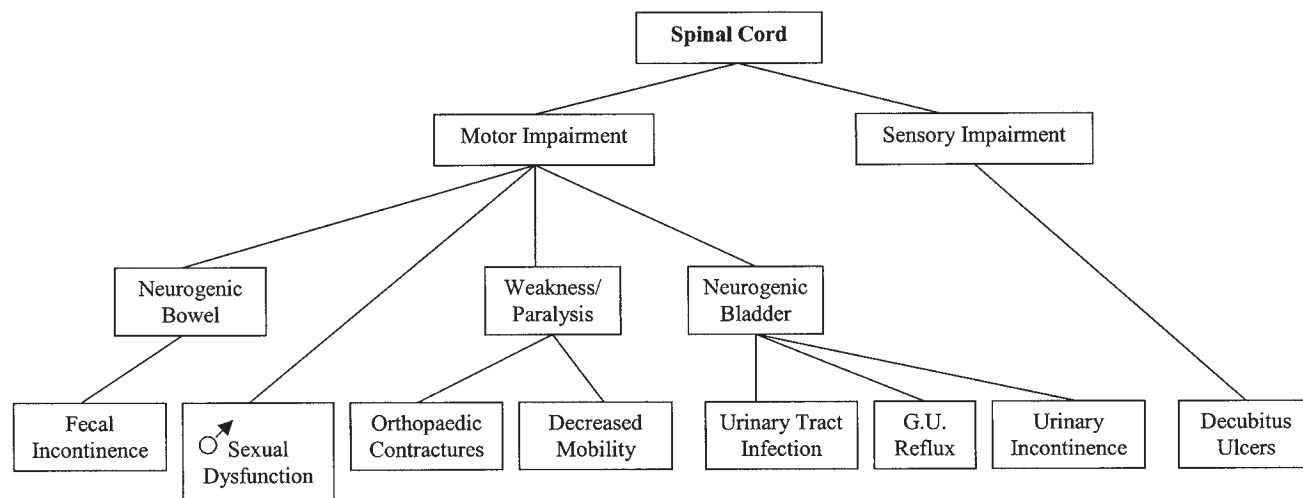 Spinal Cord
Motor Impairment
Sensory Impairment
Neurogenic
Bowel
Weakness/
Paralysis
Neurogenic
Bladder
Fecal
Incontinence
♂ Sexual
Dysfunction
Orthopaedic
Contractures
Decreased
Mobility
Urinary Tract
Infection
G.U.
Reflux
Urinary
Incontinence
Decubitus
Ulcers